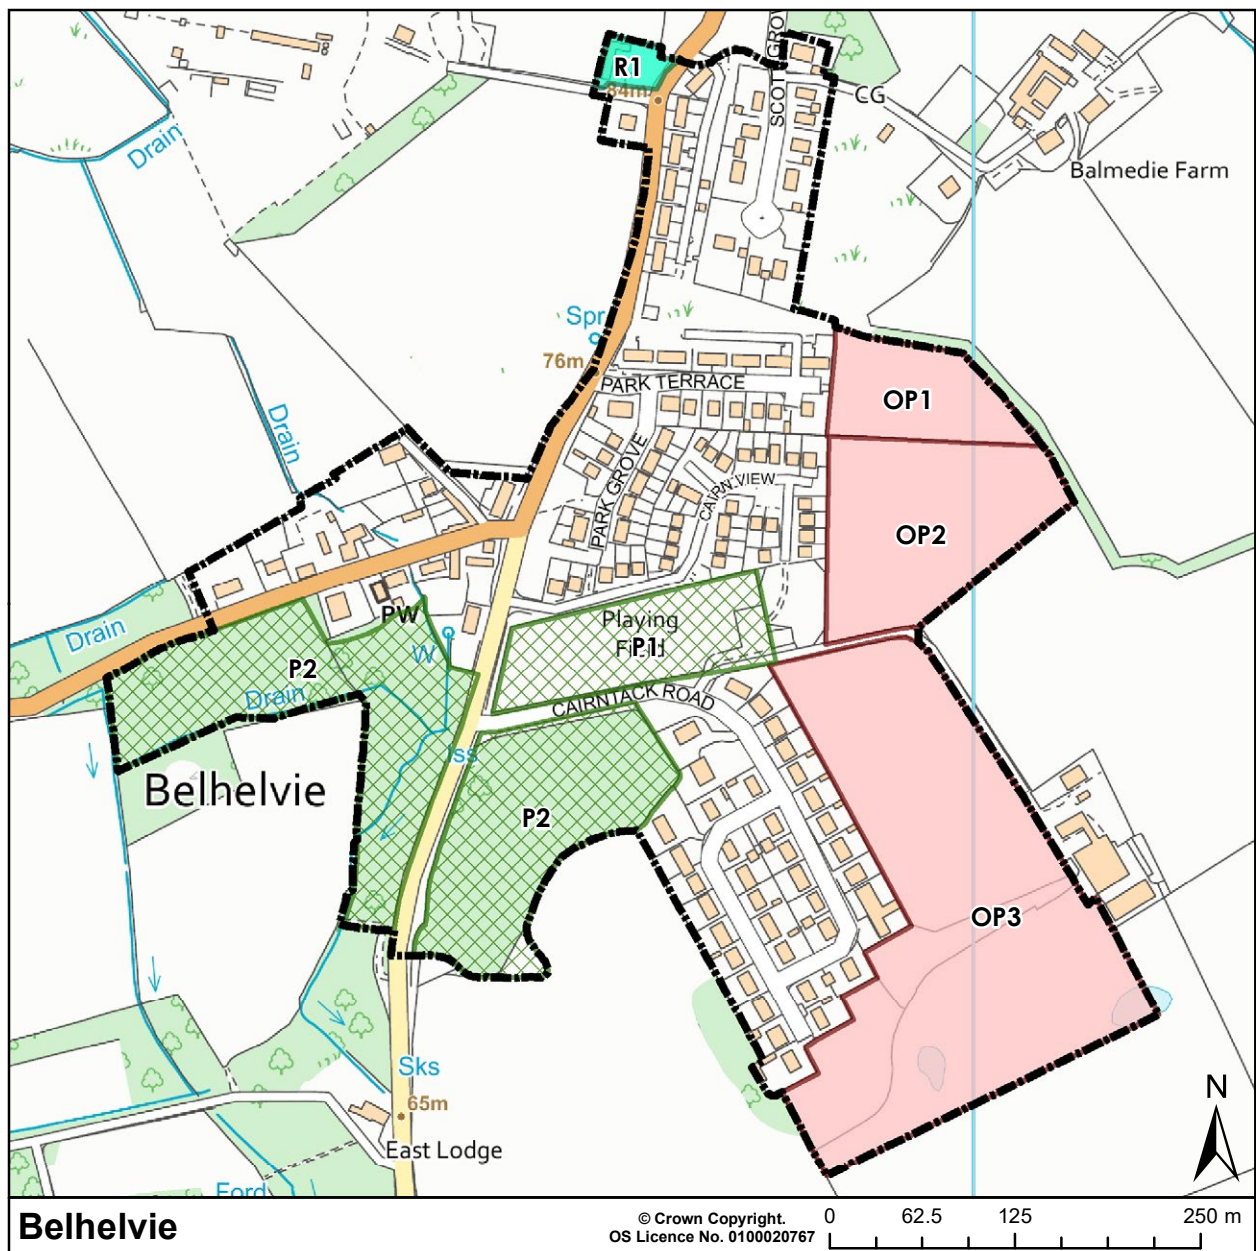 R1
84m
SCOTT GROV
CG
Drain
Balmedie Farm
Spr
76m
PARK TERRACE
OP1
Drain
PARK GROVE
CAIRN VIEW
OP2
PW
Playing
Field
P1
Drain
W
P2
Drain
CAIRNTACK ROAD
Iss
Belhelvie
P2
OP3
Sks
65m
East Lodge
N
Ford
Belhelvie
© Crown Copyright.
OS Licence No. 0100020767
0 62.5 125 250 m